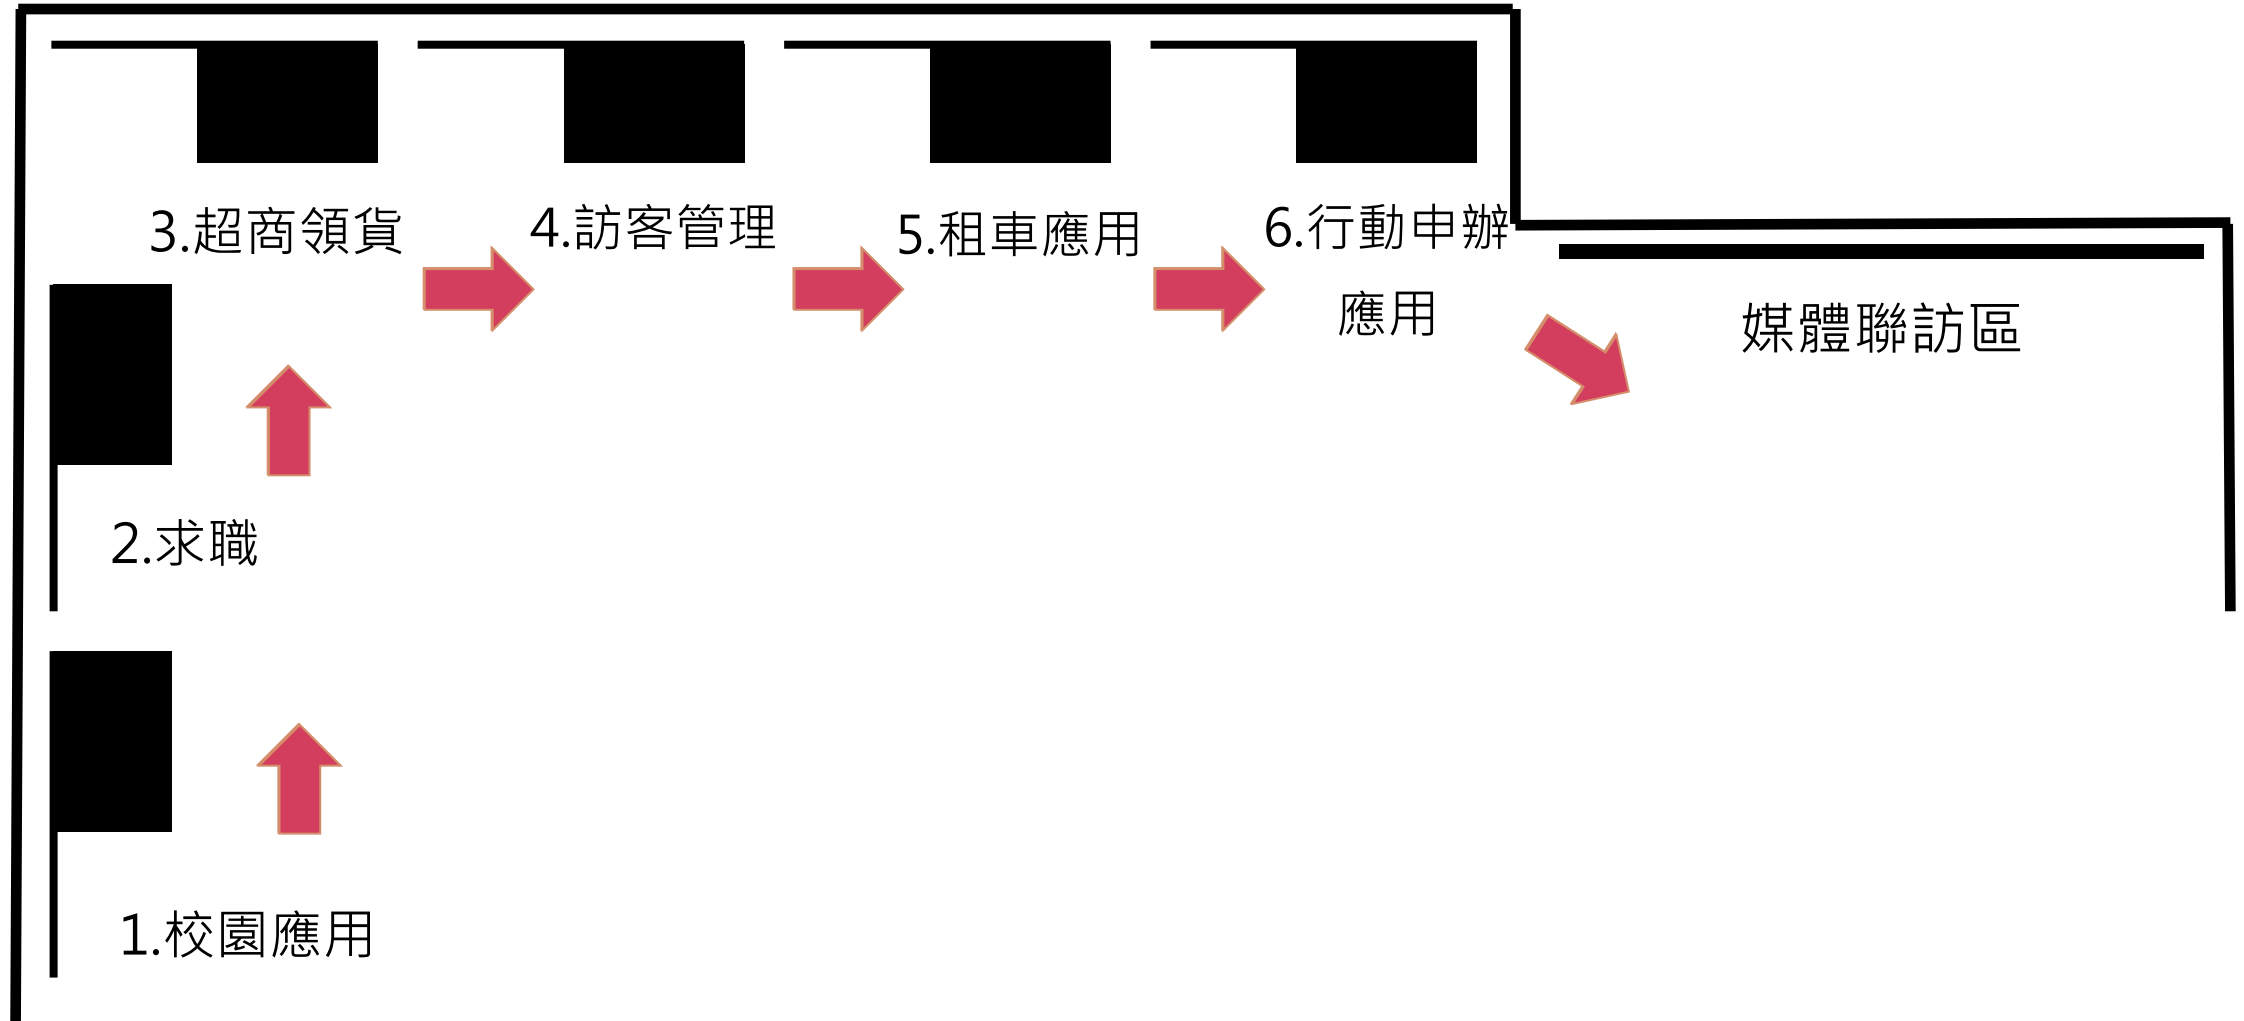 3.超商領貨
4.訪客管理
5.租車應用
6.行動申辦
應用
媒體聯訪區
2.求職
1.校園應用